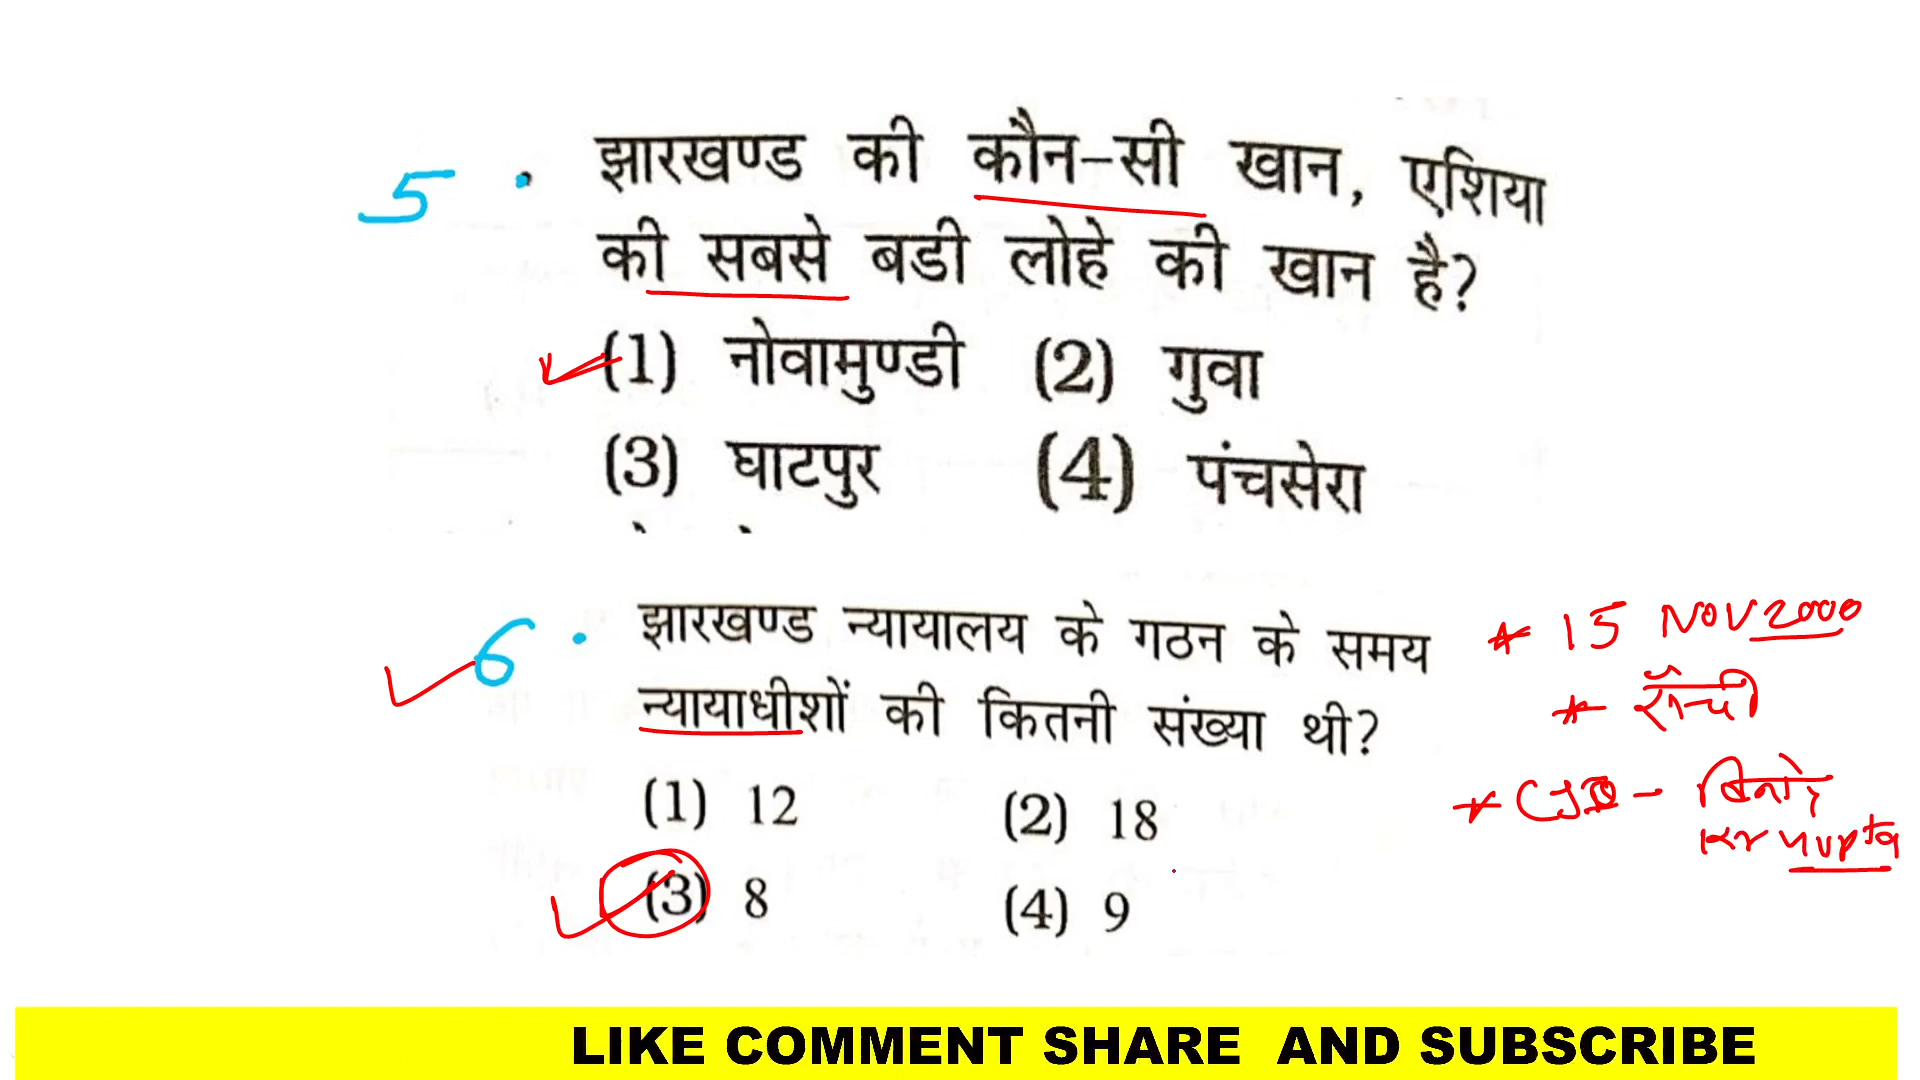 5 . झारखण्ड की कौन-सी खान, एशिया
की सबसे बडी लोहे की खान है?
(1) नोवामुण्डी (2) गुवा
(3) घाटपुर (4) पंचसेरा
6 . झारखण्ड न्यायालय के गठन के समय
न्यायाधीशों की कितनी संख्या थी?
(1) 12 (2) 18
(3) 8 (4) 9
15 NOV 2000
राँची
Kr Gupta
LIKE COMMENT SHARE AND SUBSCRIBE